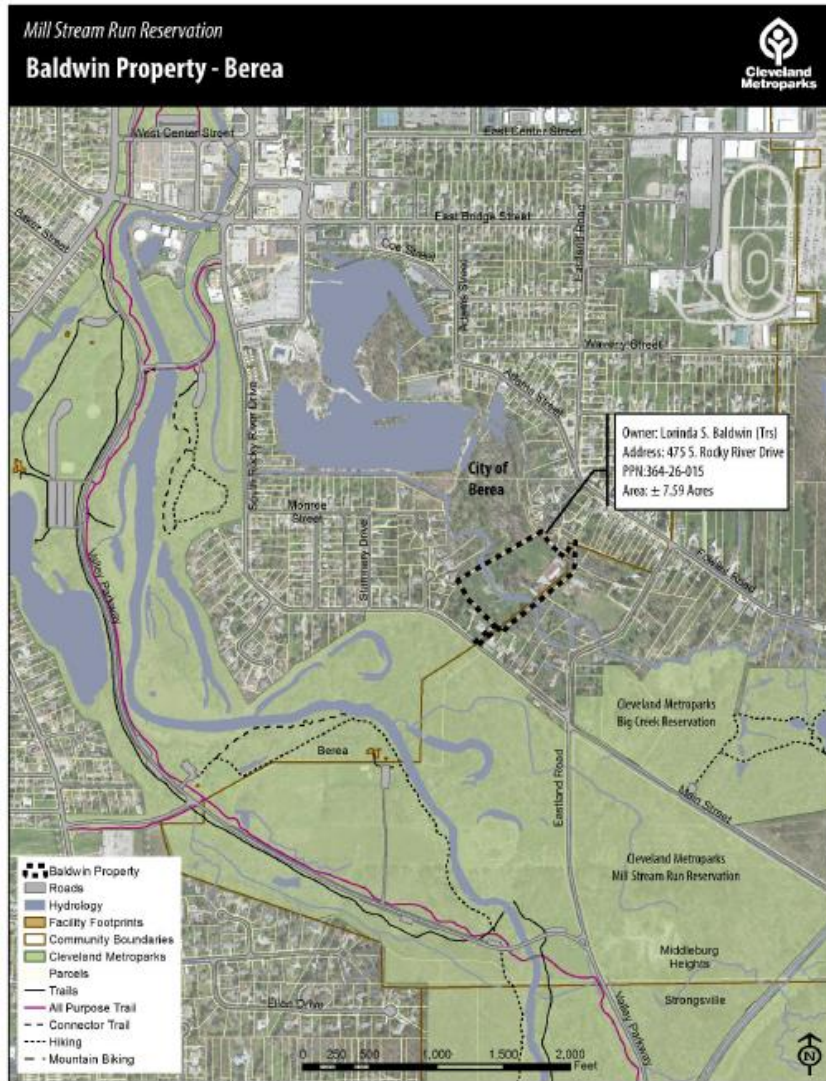 Mill Stream Run Reservation
Baldwin Property - Berea
Cleveland
Metroparks
West Center Street
East Center Street
Baker Street
East Bridge Street
Coe Street
Adams Street
Eastland Road
Waverly Street
Adams Street
South Rocky River Drive
Owner: Lorinda S. Baldwin (Trs)
Address: 475 S. Rocky River Drive
PPN:364-26-015
Area: ± 7.59 Acres
City of
Berea
Monroe
Street
Valley Parkway
Fowles Road
Cleveland Metroparks
Big Creek Reservation
Berea
Eastland Road
Main Street
Cleveland Metroparks
Mill Stream Run Reservation
Middleburg
Heights
Strongsville
Valley Parkway
Baldwin Property
Roads
Hydrology
Facility Footprints
Community Boundaries
Cleveland Metroparks
Parcels
Trails
All Purpose Trail
Connector Trail
Hiking
Mountain Biking
0 250 500 1,000 1,500 2,000
Feet
N